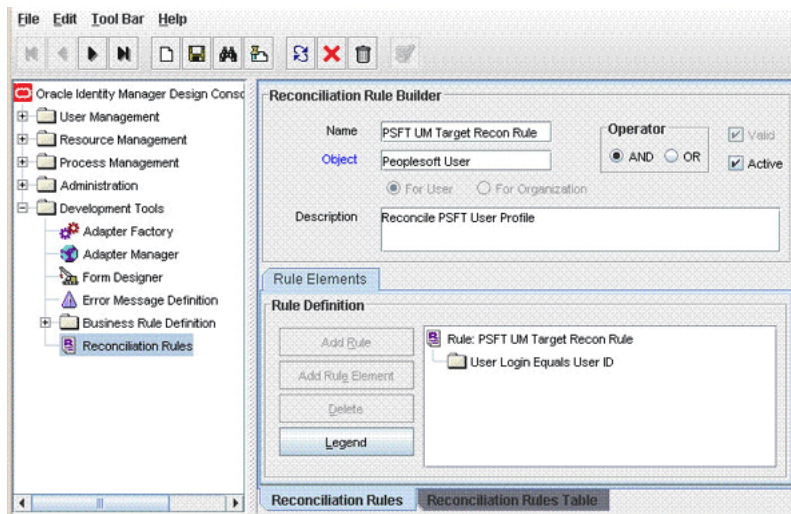 File Edit Tool Bar Help
Oracle Identity Manager Design Conso
User Management
Resource Management
Process Management
Administration
Development Tools
Adapter Factory
Adapter Manager
Form Designer
Error Message Definition
Business Rule Definition
Reconciliation Rules
Reconciliation Rule Builder
Name PSFT UM Target Recon Rule
Object Peoplesoft User
Operator
AND OR
Valid
Active
For User For Organization
Description Reconcile PSFT User Profile
Rule Elements
Rule Definition
Add Rule
Add Rule Element
Delete
Legend
Rule: PSFT UM Target Recon Rule
User Login Equals User ID
Reconciliation Rules Reconciliation Rules Table